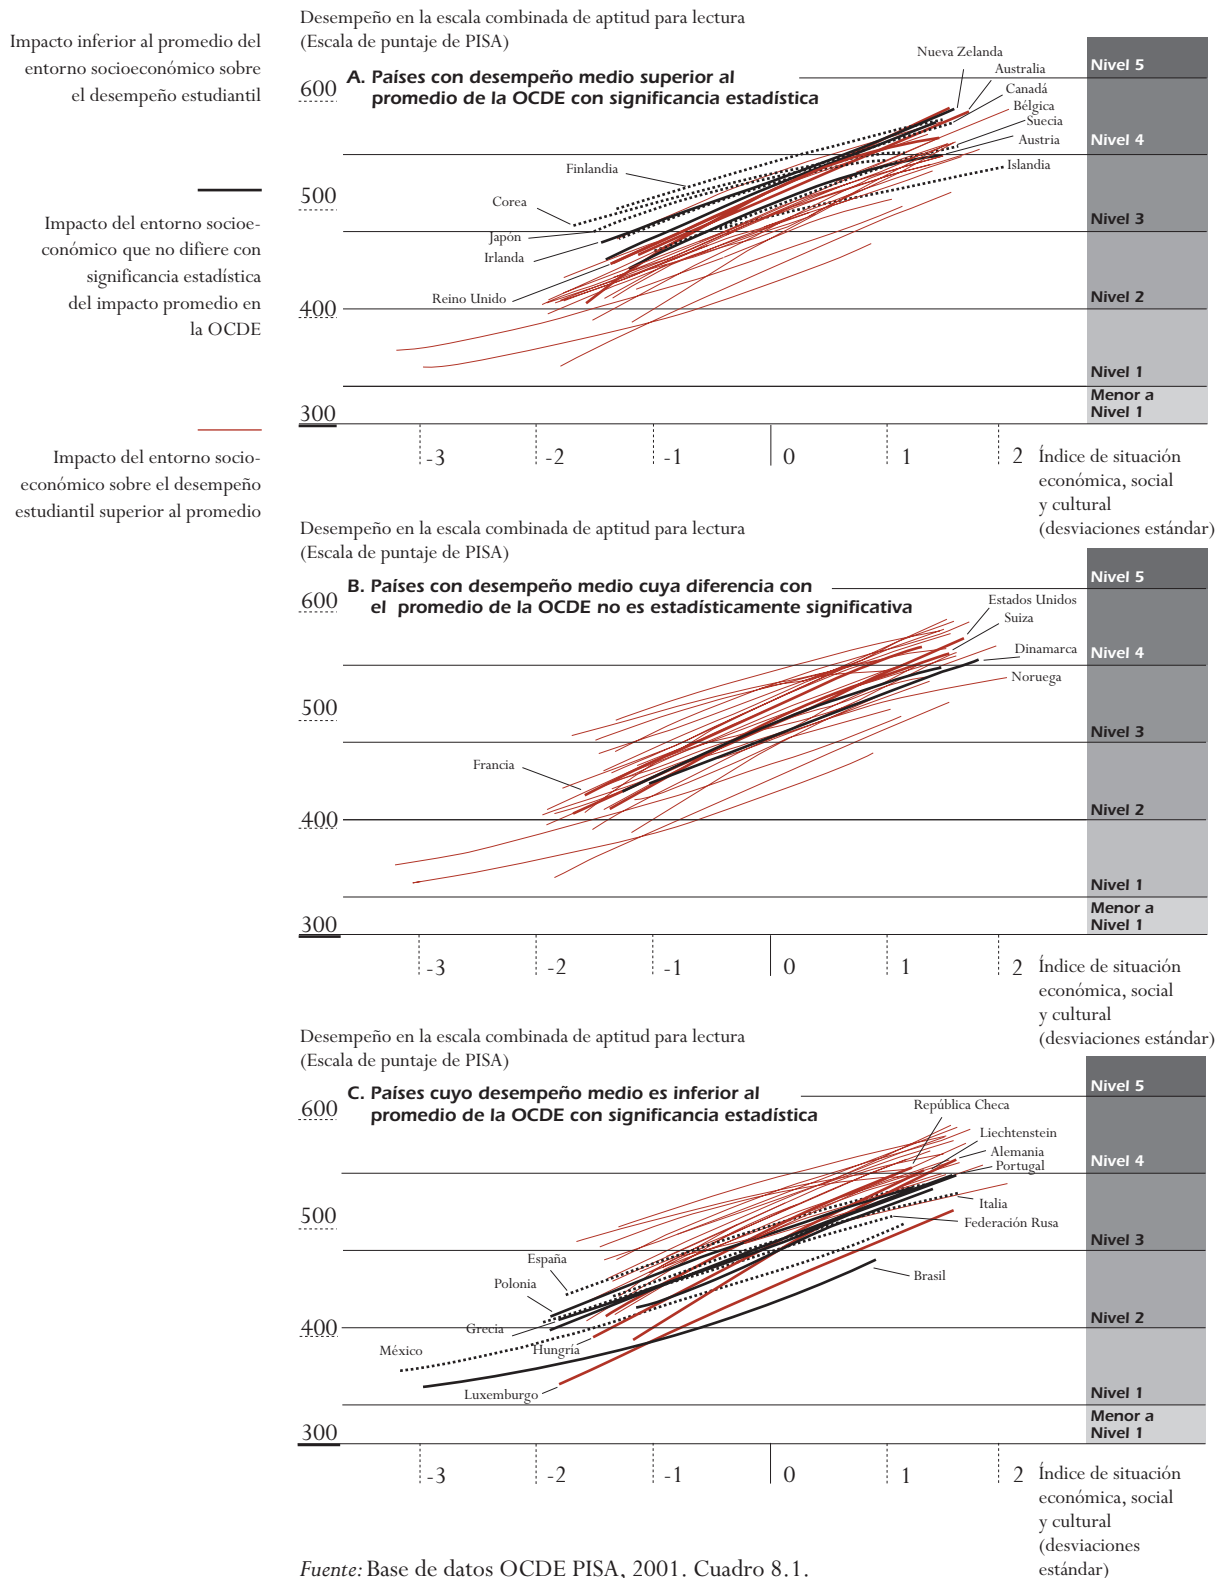 Impacto inferior al promedio del
entorno socioeconómico sobre
el desempeño estudiantil
Impacto del entorno socioe-
conómico que no difiere con
significancia estadística
del impacto promedio en
la OCDE
Impacto del entorno socio-
económico sobre el desempeño
estudiantil superior al promedio
Desempeño en la escala combinada de aptitud para lectura
(Escala de puntaje de PISA)
A. Países con desempeño medio superior al
promedio de la OCDE con significancia estadística
600
500
400
300
Nueva Zelanda
Australia
Canadá
Bélgica
Suecia
Austria
Islandia
Finlandia
Corea
Japón
Irlanda
Reino Unido
Nivel 5
Nivel 4
Nivel 3
Nivel 2
Nivel 1
Menor a
Nivel 1
-3 -2 -1 0 1 2
Índice de situación
económica, social
y cultural
(desviaciones estándar)
Desempeño en la escala combinada de aptitud para lectura
(Escala de puntaje de PISA)
B. Países con desempeño medio cuya diferencia con
el promedio de la OCDE no es estadísticamente significativa
600
500
400
300
Estados Unidos
Suiza
Dinamarca
Noruega
Francia
Nivel 5
Nivel 4
Nivel 3
Nivel 2
Nivel 1
Menor a
Nivel 1
-3 -2 -1 0 1 2
Índice de situación
económica, social
y cultural
(desviaciones estándar)
Desempeño en la escala combinada de aptitud para lectura
(Escala de puntaje de PISA)
C. Países cuyo desempeño medio es inferior al
promedio de la OCDE con significancia estadística
600
500
400
300
República Checa
Liechtenstein
Alemania
Portugal
Italia
Federación Rusa
Brasil
España
Polonia
Grecia
Hungría
México
Luxemburgo
Nivel 5
Nivel 4
Nivel 3
Nivel 2
Nivel 1
Menor a
Nivel 1
-3 -2 -1 0 1 2
Índice de situación
económica, social
y cultural
(desviaciones
estándar)
Fuente: Base de datos OCDE PISA, 2001. Cuadro 8.1.